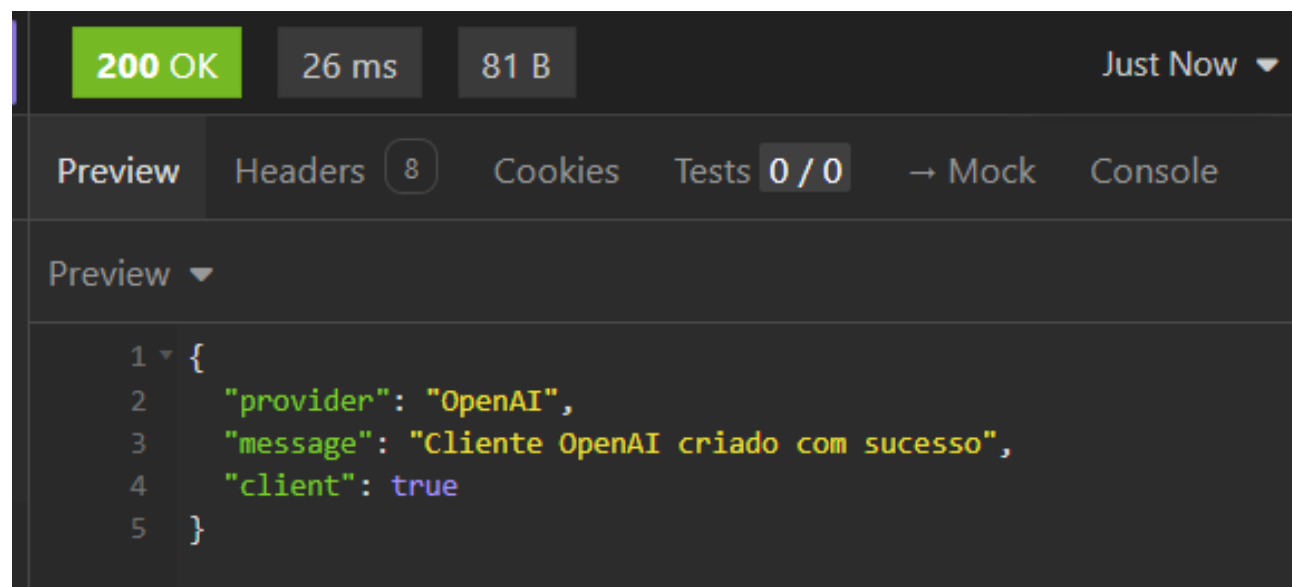 200 OK 26 ms 81 B Just Now
Preview Headers 8 Cookies Tests 0 / 0 → Mock Console
Preview
1 {
2 "provider": "OpenAI",
3 "message": "Cliente OpenAI criado com sucesso",
4 "client": true
5 }